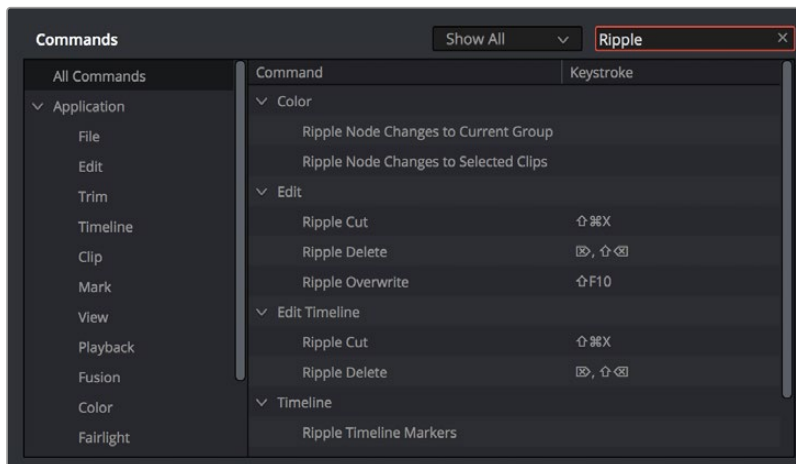 Commands
Show All
Ripple
All Commands
Application
File
Edit
Trim
Timeline
Clip
Mark
View
Playback
Fusion
Color
Fairlight
Command Keystroke
Color
Ripple Node Changes to Current Group
Ripple Node Changes to Selected Clips
Edit
Ripple Cut ⇧⌘X
Ripple Delete ⌦, ⇧⌫
Ripple Overwrite ⇧F10
Edit Timeline
Ripple Cut ⇧⌘X
Ripple Delete ⌦, ⇧⌫
Timeline
Ripple Timeline Markers